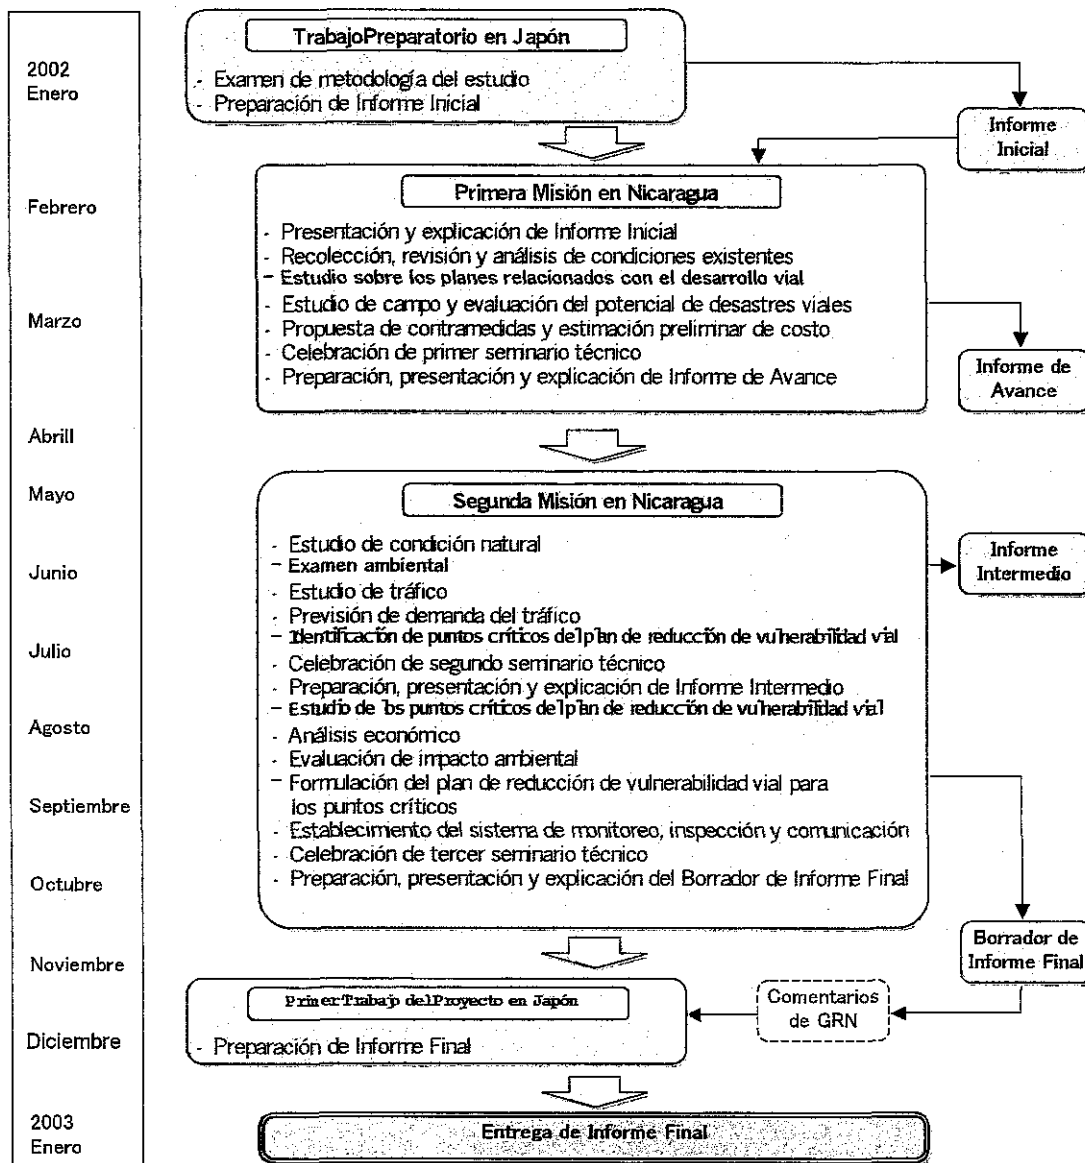 2002
Enero
Febrero
Marzo
Abrill
Mayo
Junio
Julio
Agosto
Septiembre
Octubre
Noviembre
Diciembre
2003
Enero
TrabajoPreparatorio en Japón
- Examen de metodología del estudio
- Preparación de Informe Inicial
Informe
Inicial
Primera Misión en Nicaragua
- Presentación y explicación de Informe Inicial
- Recolección, revisión y análisis de condiciones existentes
- Estudio sobre los planes relacionados con el desarrollo vial
- Estudio de campo y evaluación del potencial de desastres viales
- Propuesta de contramedidas y estimación preliminar de costo
- Celebración de primer seminario técnico
- Preparación, presentación y explicación de Informe de Avance
Informe de
Avance
Segunda Misión en Nicaragua
- Estudio de condición natural
- Examen ambiental
- Estudio de tráfico
- Previsión de demanda del tráfico
- Identificación de puntos críticos del plan de reducción de vulnerabilidad vial
- Celebración de segundo seminario técnico
- Preparación, presentación y explicación de Informe Intermedio
- Estudio de los puntos críticos del plan de reducción de vulnerabilidad vial
- Análisis económico
- Evaluación de impacto ambiental
- Formulación del plan de reducción de vulnerabilidad vial para
los puntos críticos
- Establecimento del sistema de monitoreo, inspección y comunicación
- Celebración de tercer seminario técnico
- Preparación, presentación y explicación del Borrador de Informe Final
Informe
Intermedio
Borrador de
Informe Final
Comentarios
de GRN
Primer Trabajo del Proyecto en Japón
- Preparación de Informe Final
Entrega de Informe Final